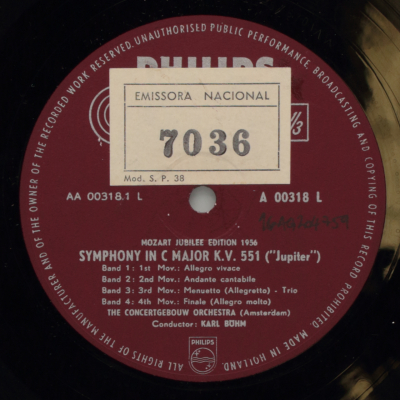 ALL RIGHTS OF THE MANUFACTURER AND OF THE OWNER OF THE RECORDED WORK RESERVED. UNAUTHORISED PUBLIC PERFORMANCE, BROADCASTING AND COPYING OF THIS RECORD PROHIBITED. MADE IN HOLLAND.
PHILIPS
EMISSORA NACIONAL
7036
Mod. S. P. 38
AA 00318.1 L
A 00318 L
MOZART JUBILEE EDITION 1956
SYMPHONY IN C MAJOR K.V. 551 ("Jupiter")
Band 1: 1st Mov.: Allegro vivace
Band 2: 2nd Mov.: Andante cantabile
Band 3: 3rd Mov.: Menuetto (Allegretto) - Trio
Band 4: 4th Mov.: Finale (Allegro molto)
THE CONCERTGEBOUW ORCHESTRA (Amsterdam)
Conductor: KARL BÖHM
PHILIPS